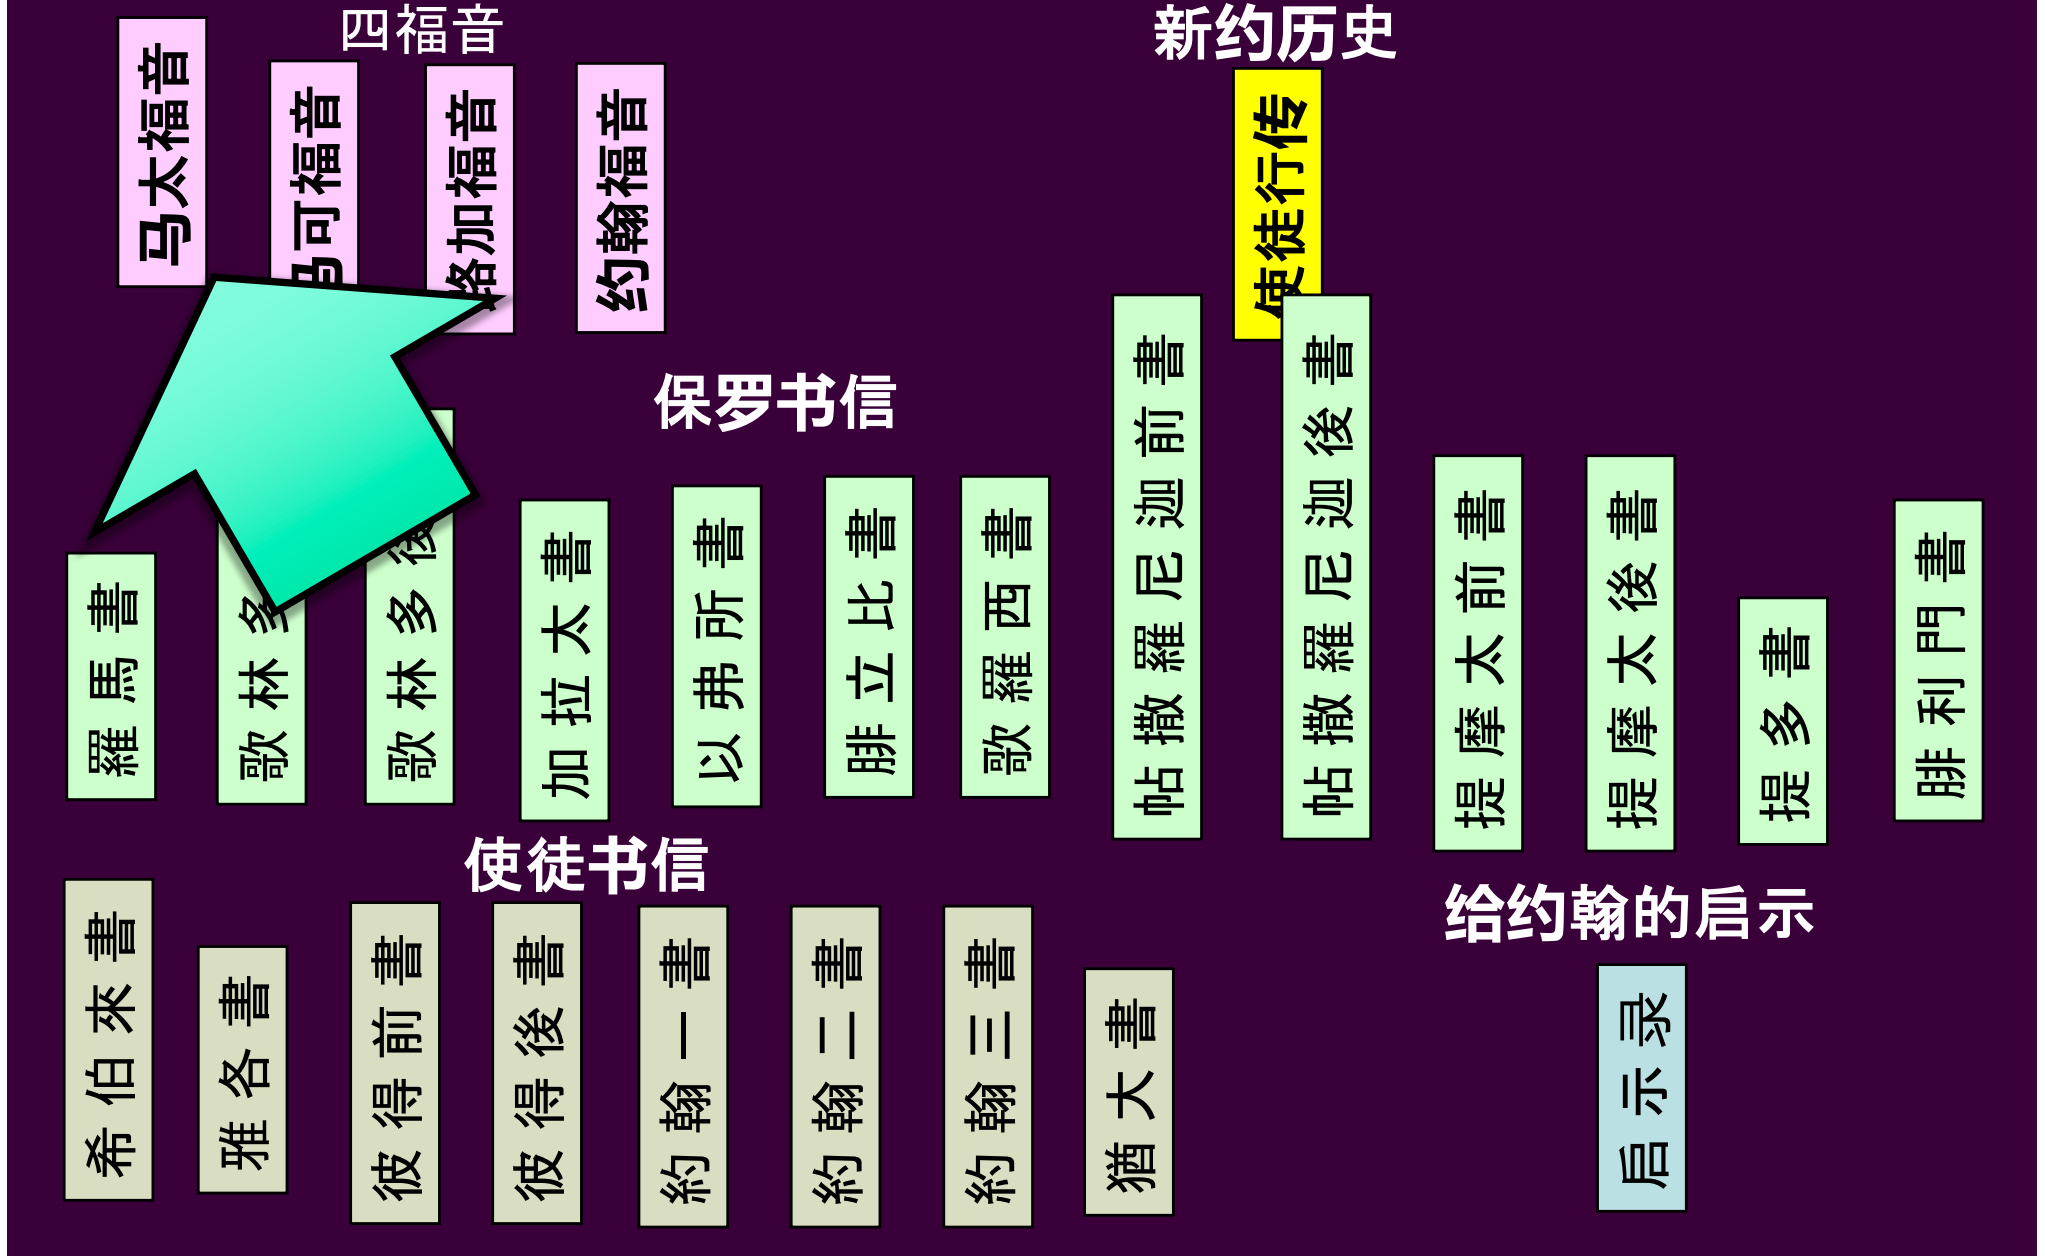 四福音
新约历史
马太福音
马可福音
路加福音
约翰福音
使徒行传
保罗书信
羅馬書
歌林多
歌林多後
加拉太書
以弗所書
腓立比書
歌羅西書
帖撒羅尼迦前書
帖撒羅尼迦後書
提摩太前書
提摩太後書
提多書
腓利門書
使徒书信
给约翰的启示
希伯來書
雅各書
彼得前書
彼得後書
約翰一書
約翰二書
約翰三書
猶大書
启示录